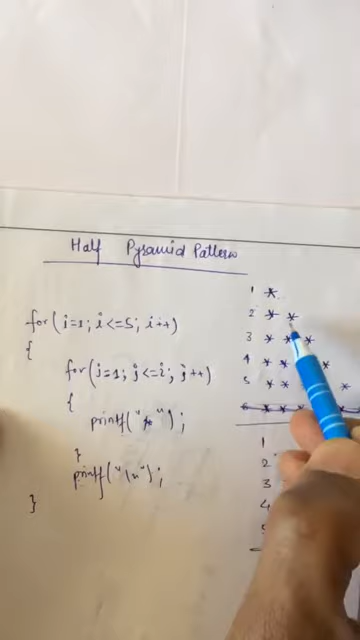 Half Pyramid Pattern
for(i=1; i<=5; i++)
{
for(j=1; j<=i; j++)
{
printf("*");
}
printf("\n");
}
1 *
2 * *
3 * * *
4 * * *
5 * * *
1
2
3
4